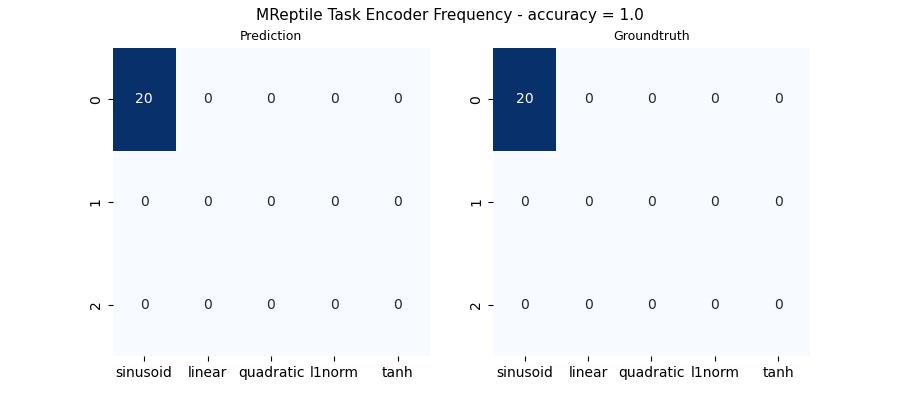 MReptile Task Encoder Frequency - accuracy = 1.0
Prediction
Groundtruth
0 20 0 0 0 0
0 20 0 0 0 0
1 0 0 0 0 0
1 0 0 0 0 0
2 0 0 0 0 0
2 0 0 0 0 0
sinusoid linear quadratic l1norm tanh
sinusoid linear quadratic l1norm tanh